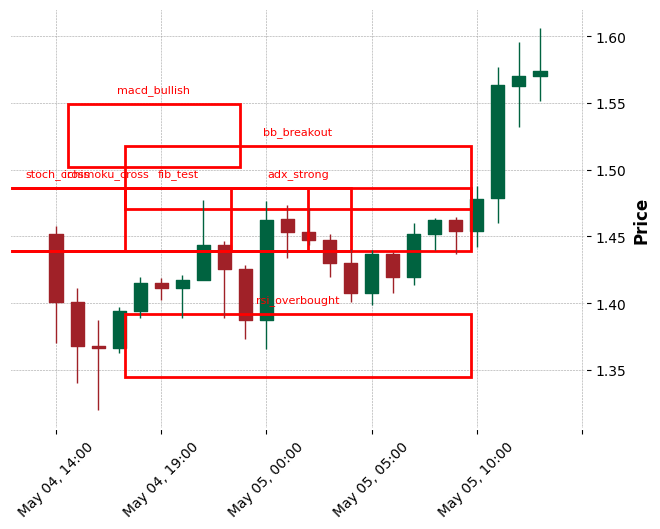 1.60
macd_bullish
1.55
bb_breakout
1.50
stoch_cross
ichimoku_cross
fib_test
adx_strong
1.45
Price
1.40
rsi_overbought
1.35
May 04, 14:00
May 04, 19:00
May 05, 00:00
May 05, 05:00
May 05, 10:00